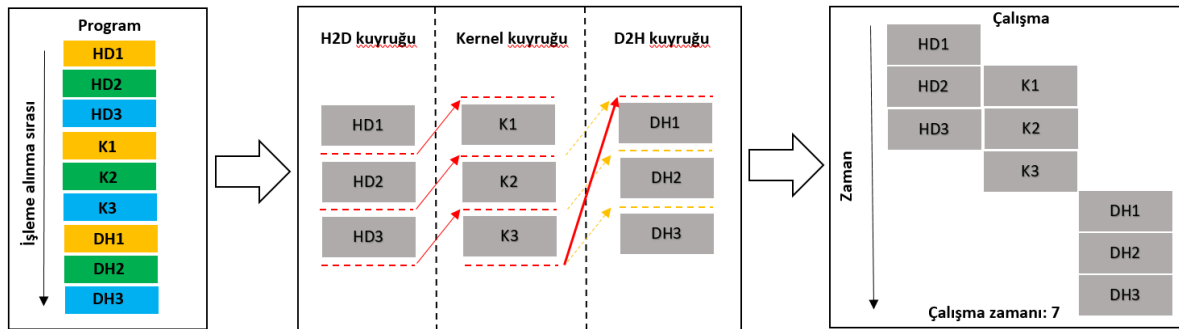 Program
İşleme alınma sırası
HD1
HD2
HD3
K1
K2
K3
DH1
DH2
DH3
H2D kuyruğu
Kernel kuyruğu
D2H kuyruğu
HD1
K1
DH1
HD2
K2
DH2
HD3
K3
DH3
Çalışma
Zaman
HD1
HD2
K1
HD3
K2
K3
DH1
DH2
DH3
Çalışma zamanı: 7